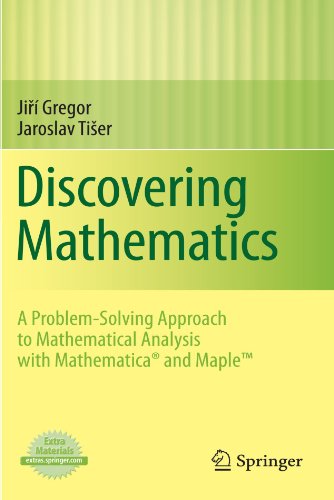 Jiří Gregor
Jaroslav Tišer
Discovering
Mathematics
A Problem-Solving Approach
to Mathematical Analysis
with Mathematica® and Maple™
Extra
Materials
extras.springer.com
Springer